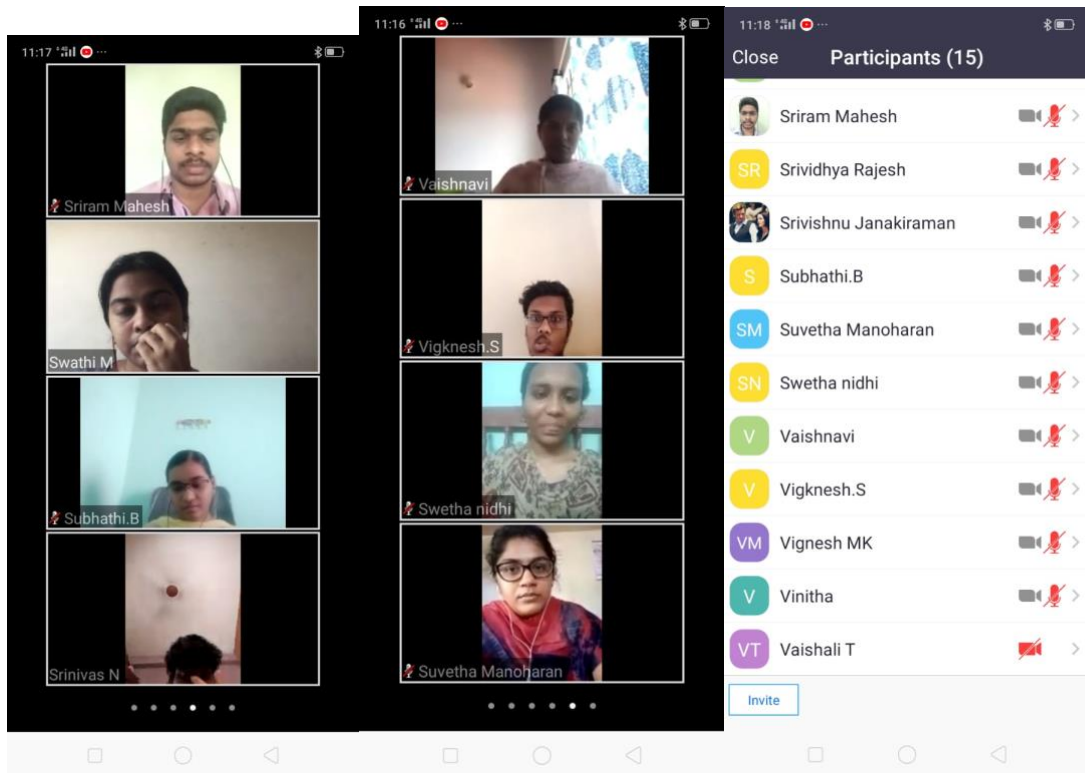 11:17
Sriram Mahesh
Swathi M
Subhathi.B
Srinivas N
11:16
Vaishnavi
Vigknesh.S
Swetha nidhi
Suvetha Manoharan
11:18
Close Participants (15)
Sriram Mahesh
SR Srividhya Rajesh
Srivishnu Janakiraman
S Subhathi.B
SM Suvetha Manoharan
SN Swetha nidhi
V Vaishnavi
V Vigknesh.S
VM Vignesh MK
V Vinitha
VT Vaishali T
Invite